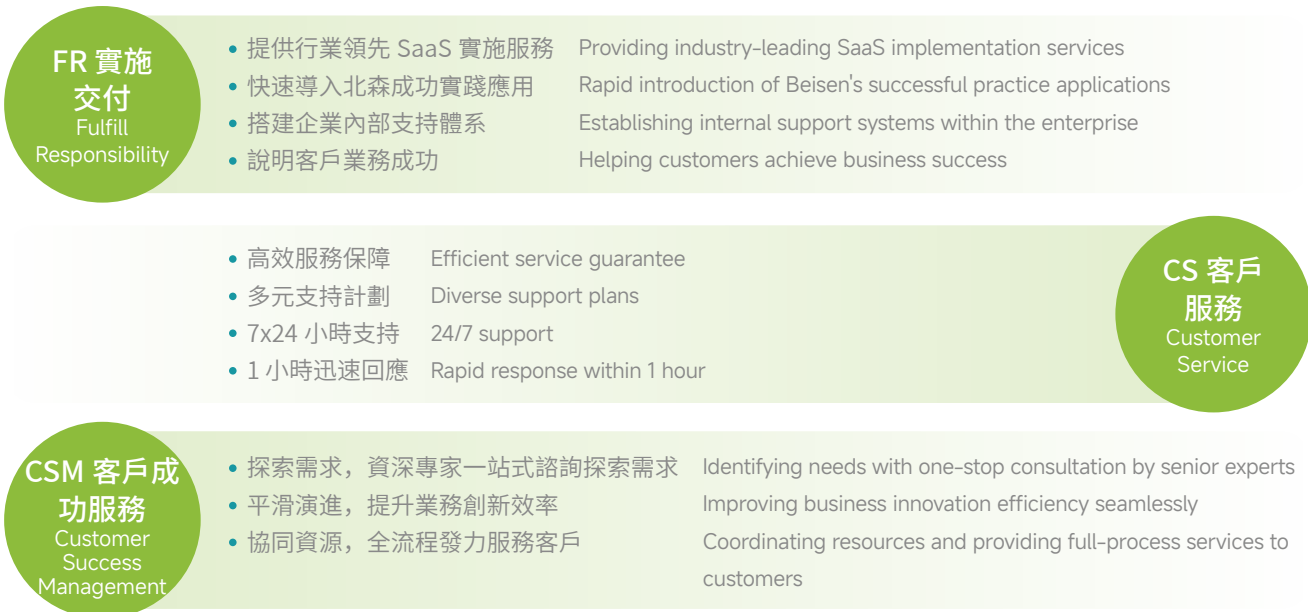 FR 實施
交付
Fulfill
Responsibility
• 提供行業領先 SaaS 實施服務 Providing industry-leading SaaS implementation services
• 快速導入北森成功實踐應用 Rapid introduction of Beisen's successful practice applications
• 搭建企業內部支持體系 Establishing internal support systems within the enterprise
• 說明客戶業務成功 Helping customers achieve business success
• 高效服務保障 Efficient service guarantee
• 多元支持計劃 Diverse support plans
• 7x24 小時支持 24/7 support
• 1 小時迅速回應 Rapid response within 1 hour
CS 客戶
服務
Customer
Service
CSM 客戶成
功服務
Customer
Success
Management
• 探索需求，資深專家一站式諮詢探索需求 Identifying needs with one-stop consultation by senior experts
• 平滑演進，提升業務創新效率 Improving business innovation efficiency seamlessly
• 協同資源，全流程發力服務客戶 Coordinating resources and providing full-process services to
customers